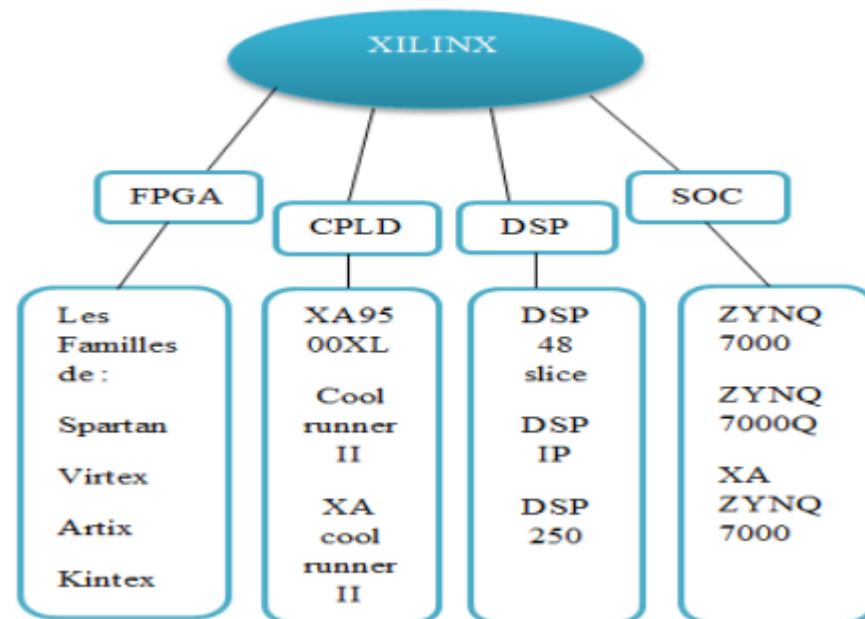 XILINX
FPGA
CPLD
DSP
SOC
Les
Familles
de :
Spartan
Virtex
Artix
Kintex
XA95
00XL
Cool
runner
II
XA
cool
runner
II
DSP
48
slice
DSP
IP
DSP
250
ZYNQ
7000
ZYNQ
7000Q
XA
ZYNQ
7000